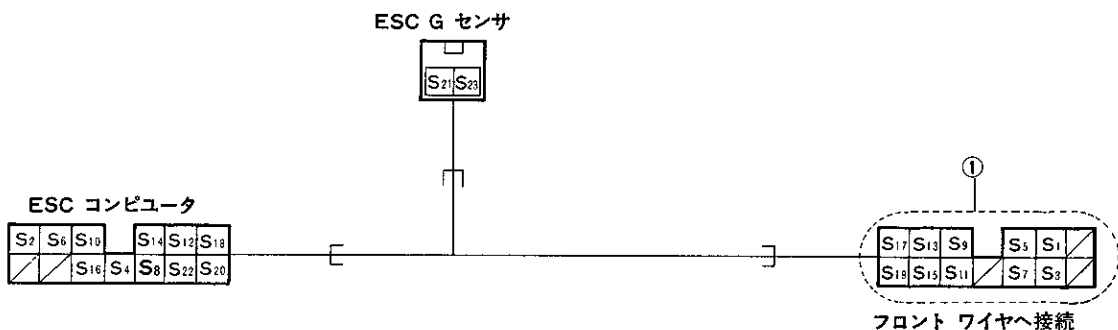 ESC G センサ
S21 S23
①
ESC コンピュータ
S2 S6 S10 S14 S12 S18
S16 S4 S8 S22 S20
S17 S13 S9 S5 S1
S19 S15 S11 S7 S3
フロント ワイヤへ接続